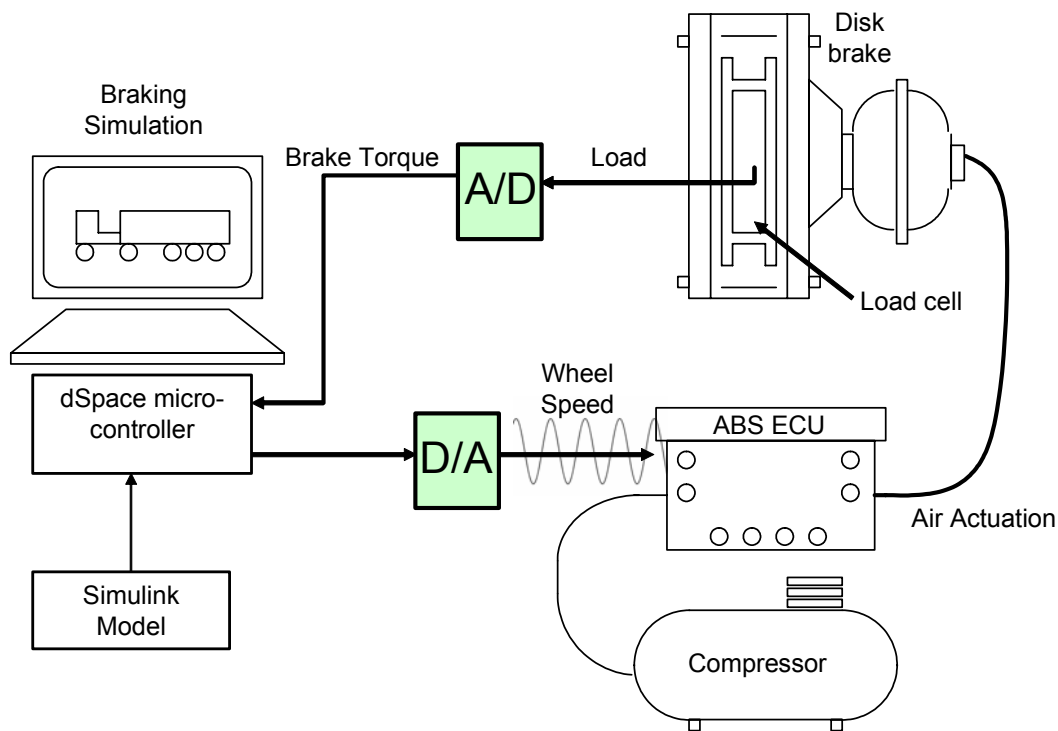 Disk
brake
Braking
Simulation
Brake Torque
A/D
Load
Load cell
dSpace micro-
controller
Wheel
Speed
D/A
ABS ECU
Air Actuation
Simulink
Model
Compressor